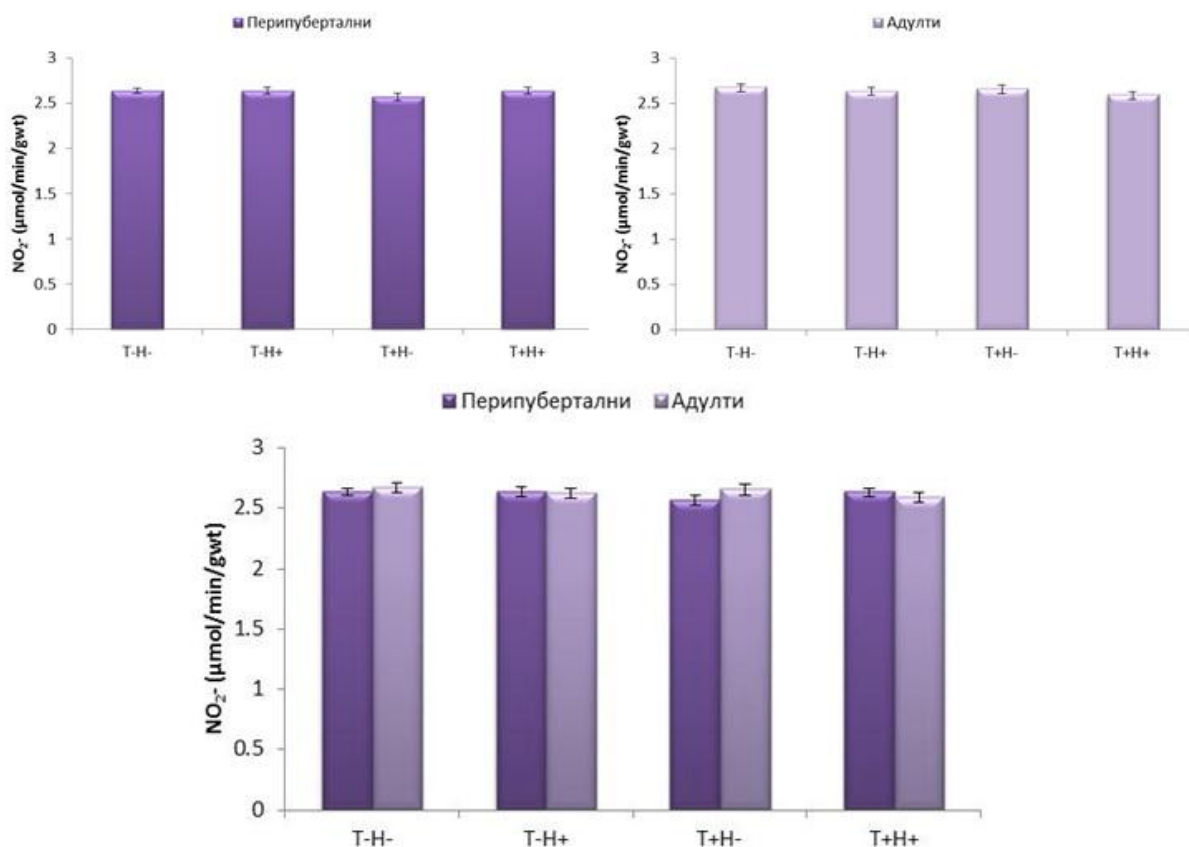 Перипубертални
NO₂- (µmol/min/gwt)
3
2.5
2
1.5
1
0.5
0
T-H- T-H+ T+H- T+H+
Адулти
NO₂- (µmol/min/gwt)
3
2.5
2
1.5
1
0.5
0
T-H- T-H+ T+H- T+H+
Перипубертални Адулти
NO₂- (µmol/min/gwt)
3
2.5
2
1.5
1
0.5
0
T-H- T-H+ T+H- T+H+